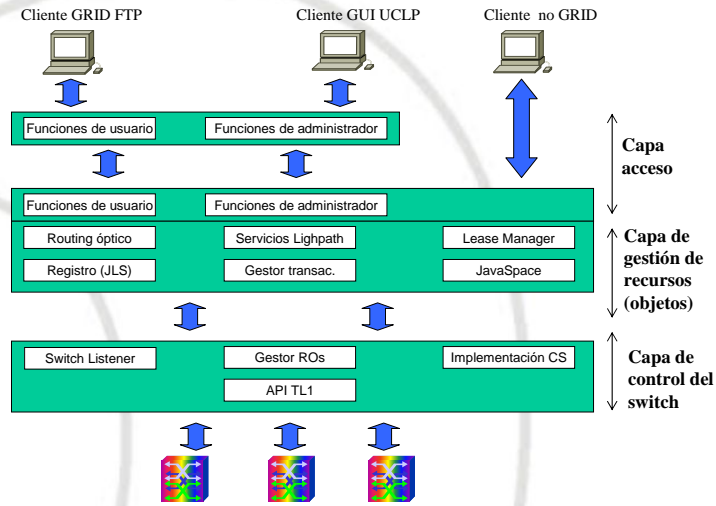 Cliente GRID FTP
Cliente GUI UCLP
Cliente no GRID
Funciones de usuario
Funciones de administrador
Capa
acceso
Funciones de usuario
Funciones de administrador
Routing óptico
Servicios Lighpath
Lease Manager
Registro (JLS)
Gestor transac.
JavaSpace
Capa de
gestión de
recursos
(objetos)
Switch Listener
Gestor ROs
Implementación CS
API TL1
Capa de
control del
switch